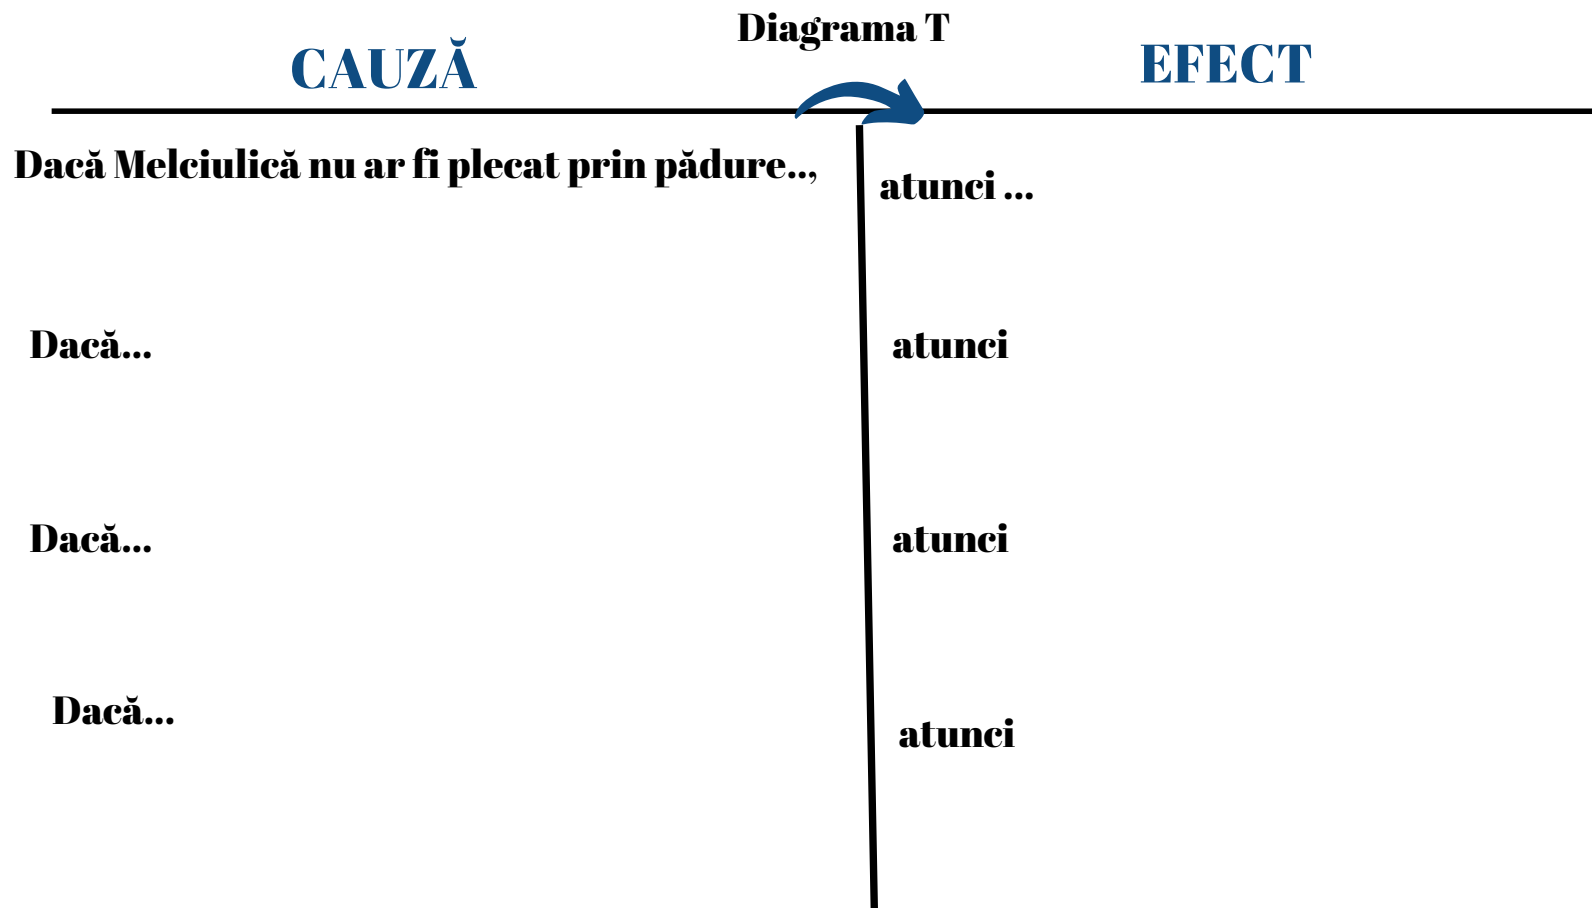 Diagrama T
CAUZĂ
EFECT
Dacă Melciulică nu ar fi plecat prin pădure..,
atunci ...
Dacă...
atunci
Dacă...
atunci
Dacă...
atunci